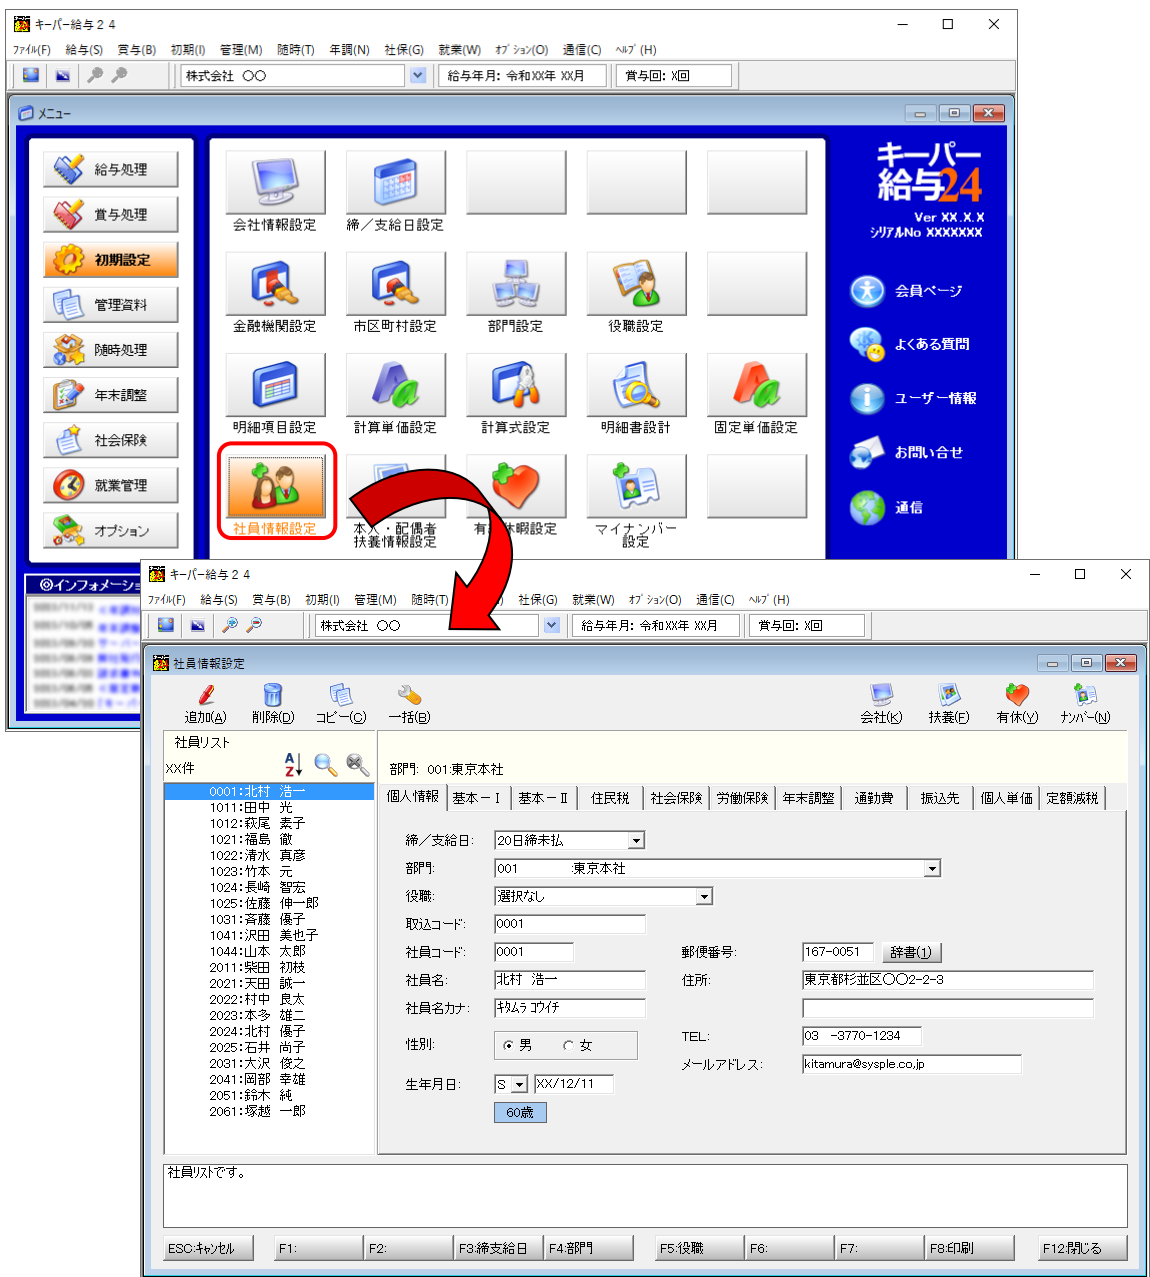 キーパー給与２４
ﾌｧｲﾙ(F) 給与(S) 賞与(B) 初期(I) 管理(M) 随時(T) 年調(N) 社保(G) 就業(W) ｵﾌﾟｼｮﾝ(O) 通信(C) ﾍﾙﾌﾟ(H)
株式会社 〇〇 給与年月: 令和XX年 XX月 賞与回: X回
メニュー
給与処理
賞与処理
初期設定
管理資料
随時処理
年末調整
社会保険
就業管理
オプション
会社情報設定 締／支給日設定
金融機関設定 市区町村設定 部門設定 役職設定
明細項目設定 計算単価設定 計算式設定 明細書設計 固定単価設定
社員情報設定 本人・配偶者 扶養情報設定 マイナンバー設定
キーパー
給与24
Ver XX.X.X
ｼﾘｱﾙNo XXXXXXX
会員ページ
よくある質問
ユーザー情報
お問い合せ
通信
◎インフォメーショ
キーパー給与２４
ﾌｧｲﾙ(F) 給与(S) 賞与(B) 初期(I) 管理(M) 随時(T) 社保(G) 就業(W) ｵﾌﾟｼｮﾝ(O) 通信(C) ﾍﾙﾌﾟ(H)
株式会社 〇〇 給与年月: 令和XX年 XX月 賞与回: X回
社員情報設定
追加(A) 削除(D) コピー(C) 一括(B) 会社(K) 扶養(F) 有休(Y) ﾅﾝﾊﾞｰ(N)
社員リスト
XX件
部門: 001:東京本社
個人情報 基本－Ⅰ 基本－Ⅱ 住民税 社会保険 労働保険 年末調整 通勤費 振込先 個人単価 定額減税
0001:北村 浩一
1011:田中 光
1012:萩尾 素子
1021:福島 徹
1022:清水 真彦
1023:竹本 元
1024:長崎 智宏
1025:佐藤 伸一郎
1031:斉藤 優子
1041:沢田 美也子
1044:山本 太郎
2011:柴田 初枝
2021:天田 誠一
2022:村中 良太
2023:本多 雄二
2024:北村 優子
2025:石井 尚子
2031:大沢 俊之
2041:岡部 幸雄
2051:鈴木 純
2061:塚越 一郎
締／支給日: 20日締未払
部門: 001 :東京本社
役職: 選択なし
取込コード: 0001
社員コード: 0001
社員名: 北村 浩一
社員名カナ: ｷﾀﾑﾗ ｺｳｲﾁ
性別: 男 女
生年月日: S XX/12/11
60歳
郵便番号: 167-0051 辞書(1)
住所: 東京都杉並区〇〇2-2-3
TEL: 03 -3770-1234
メールアドレス: kitamura@sysple.co.jp
社員ﾘｽﾄです。
ESC:ｷｬﾝｾﾙ F1: F2: F3:締支給日 F4:部門 F5:役職 F6: F7: F8:印刷 F12:閉じる